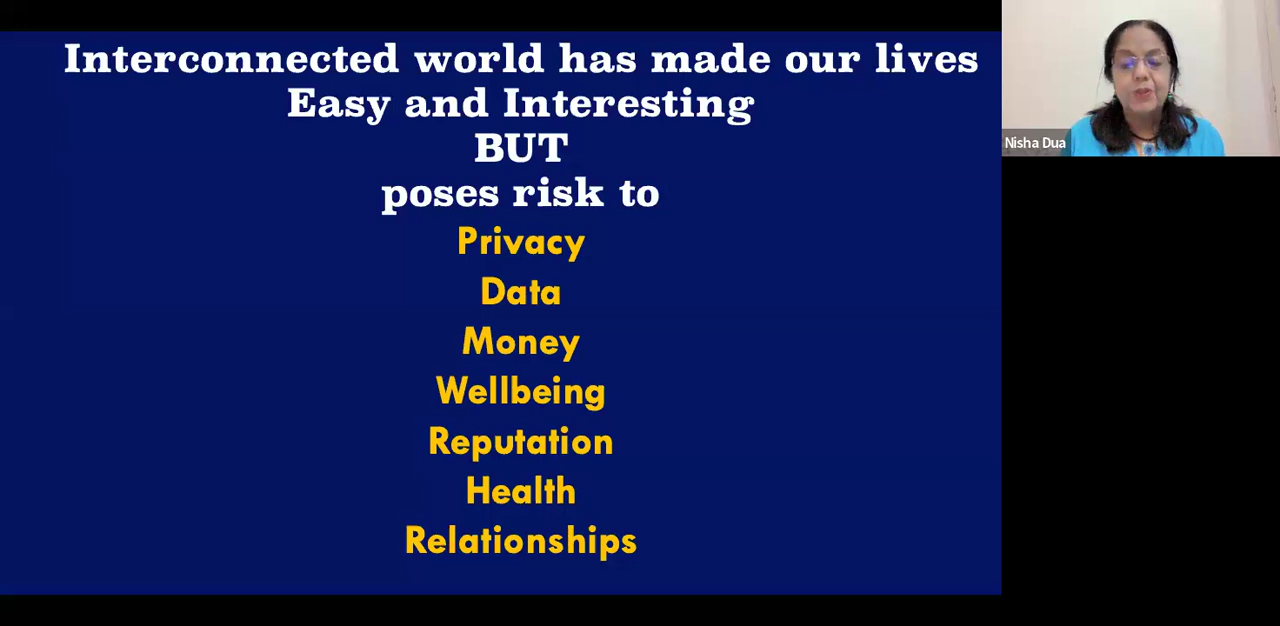 Interconnected world has made our lives
Easy and Interesting
BUT
poses risk to
Privacy
Data
Money
Wellbeing
Reputation
Health
Relationships
Nisha Dua